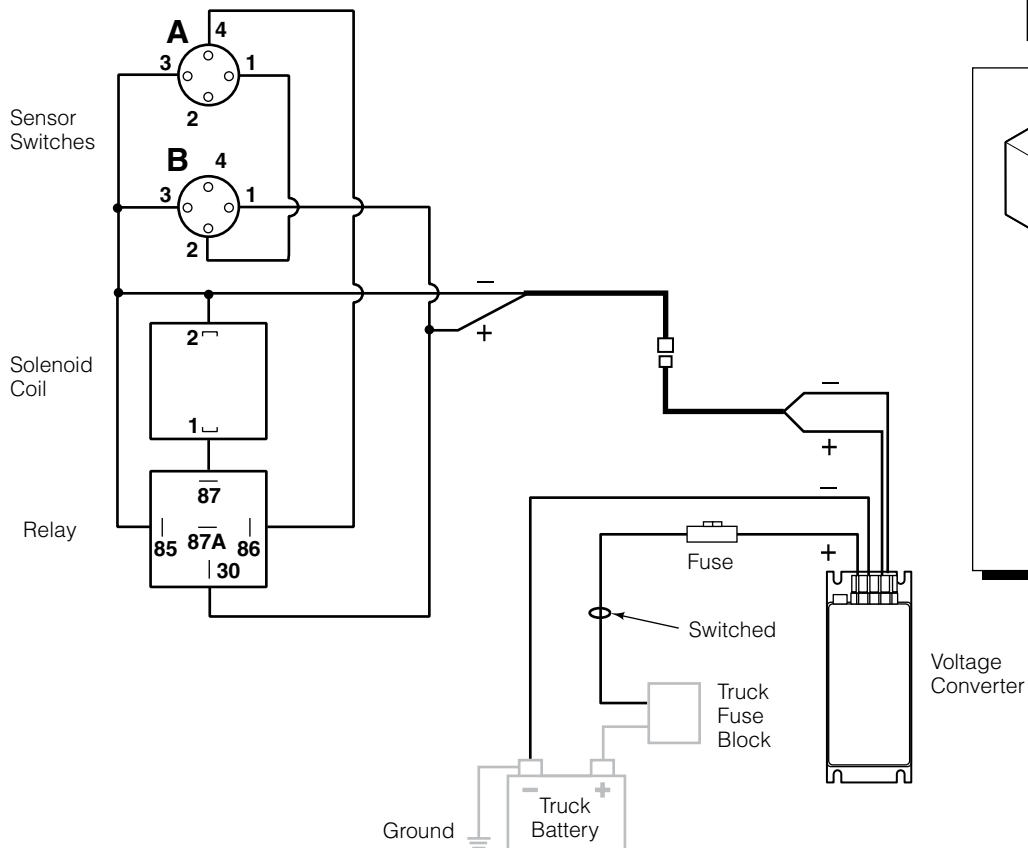 A
4
3
1
2
Sensor
Switches
B
4
3
1
2
−
+
2
Solenoid
Coil
1
−
+
87
Relay
85
87A
86
30
−
+
Fuse
Switched
Voltage
Converter
Truck
Fuse
Block
− +
Truck
Battery
Ground